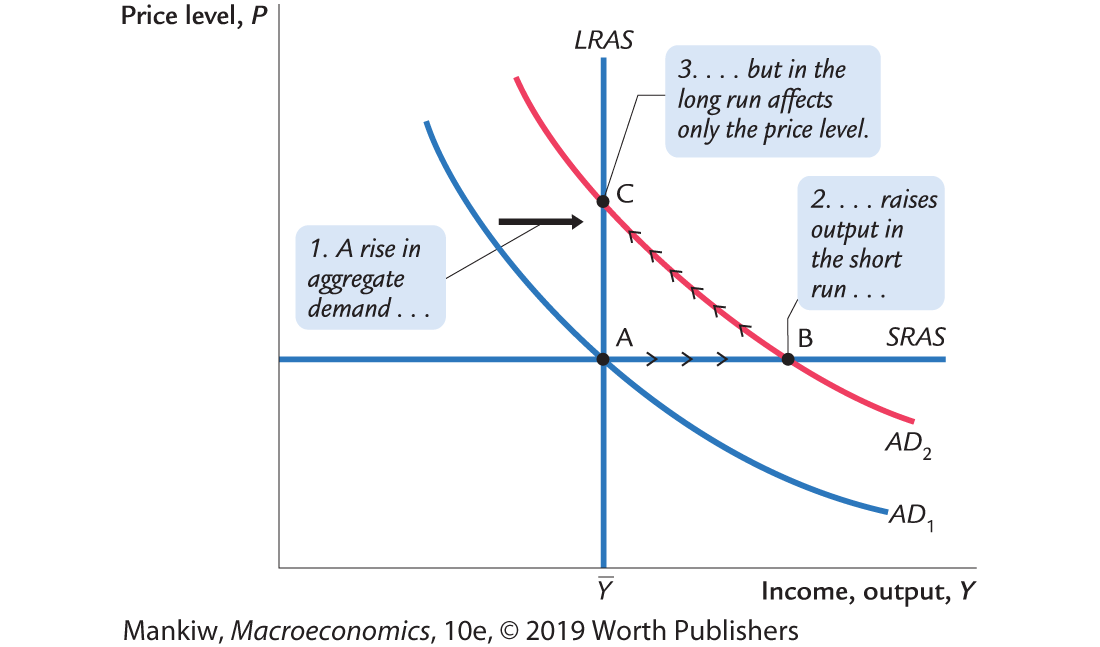 Price level, P
LRAS
3. . . . but in the
long run affects
only the price level.
C
2. . . . raises
output in
the short
run . . .
1. A rise in
aggregate
demand . . .
A
B
SRAS
AD2
AD1
Y̅
Income, output, Y
Mankiw, Macroeconomics, 10e, © 2019 Worth Publishers